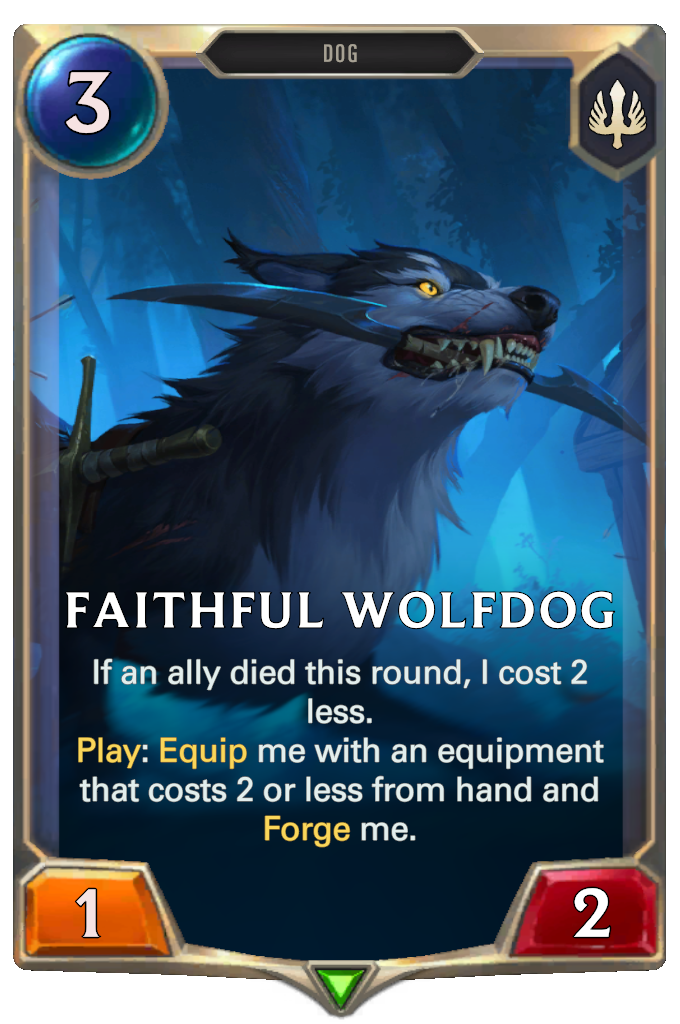 DOG
3
FAITHFUL WOLFDOG
If an ally died this round, I cost 2
less.
Play: Equip me with an equipment
that costs 2 or less from hand and
Forge me.
1
2